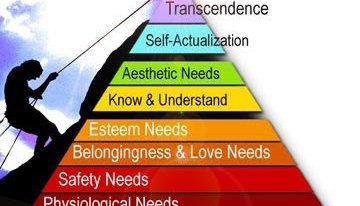 Transcendence
Self-Actualization
Aesthetic Needs
Know & Understand
Esteem Needs
Belongingness & Love Needs
Safety Needs
Physiological Needs